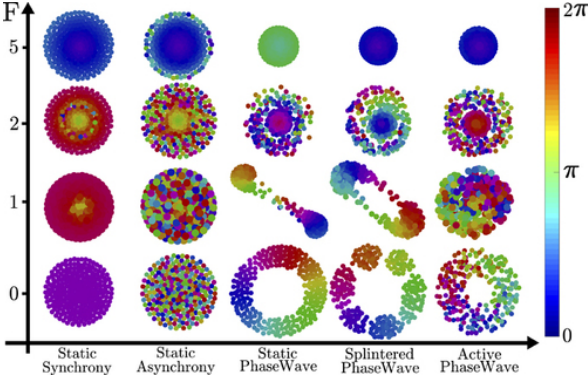 F
2π
5
2
π
1
0
0
Static Static Static Splintered Active
Synchrony Asynchrony PhaseWave PhaseWave PhaseWave